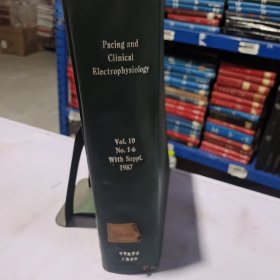 Pacing and
Clinical
Electrophysiology
Vol. 10
No. 1-6
With Suppl.
1987